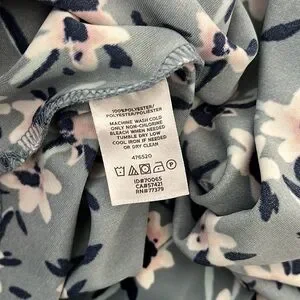 100%POLYESTER/
POLYESTER/POLYESTER
MACHINE WASH COLD
ONLY NON-CHLORINE
BLEACH WHEN NEEDED
TUMBLE DRY LOW
COOL IRON IF NEEDED
OR DRY CLEAN
476520
ID#70065
CA#57421
RN#77379